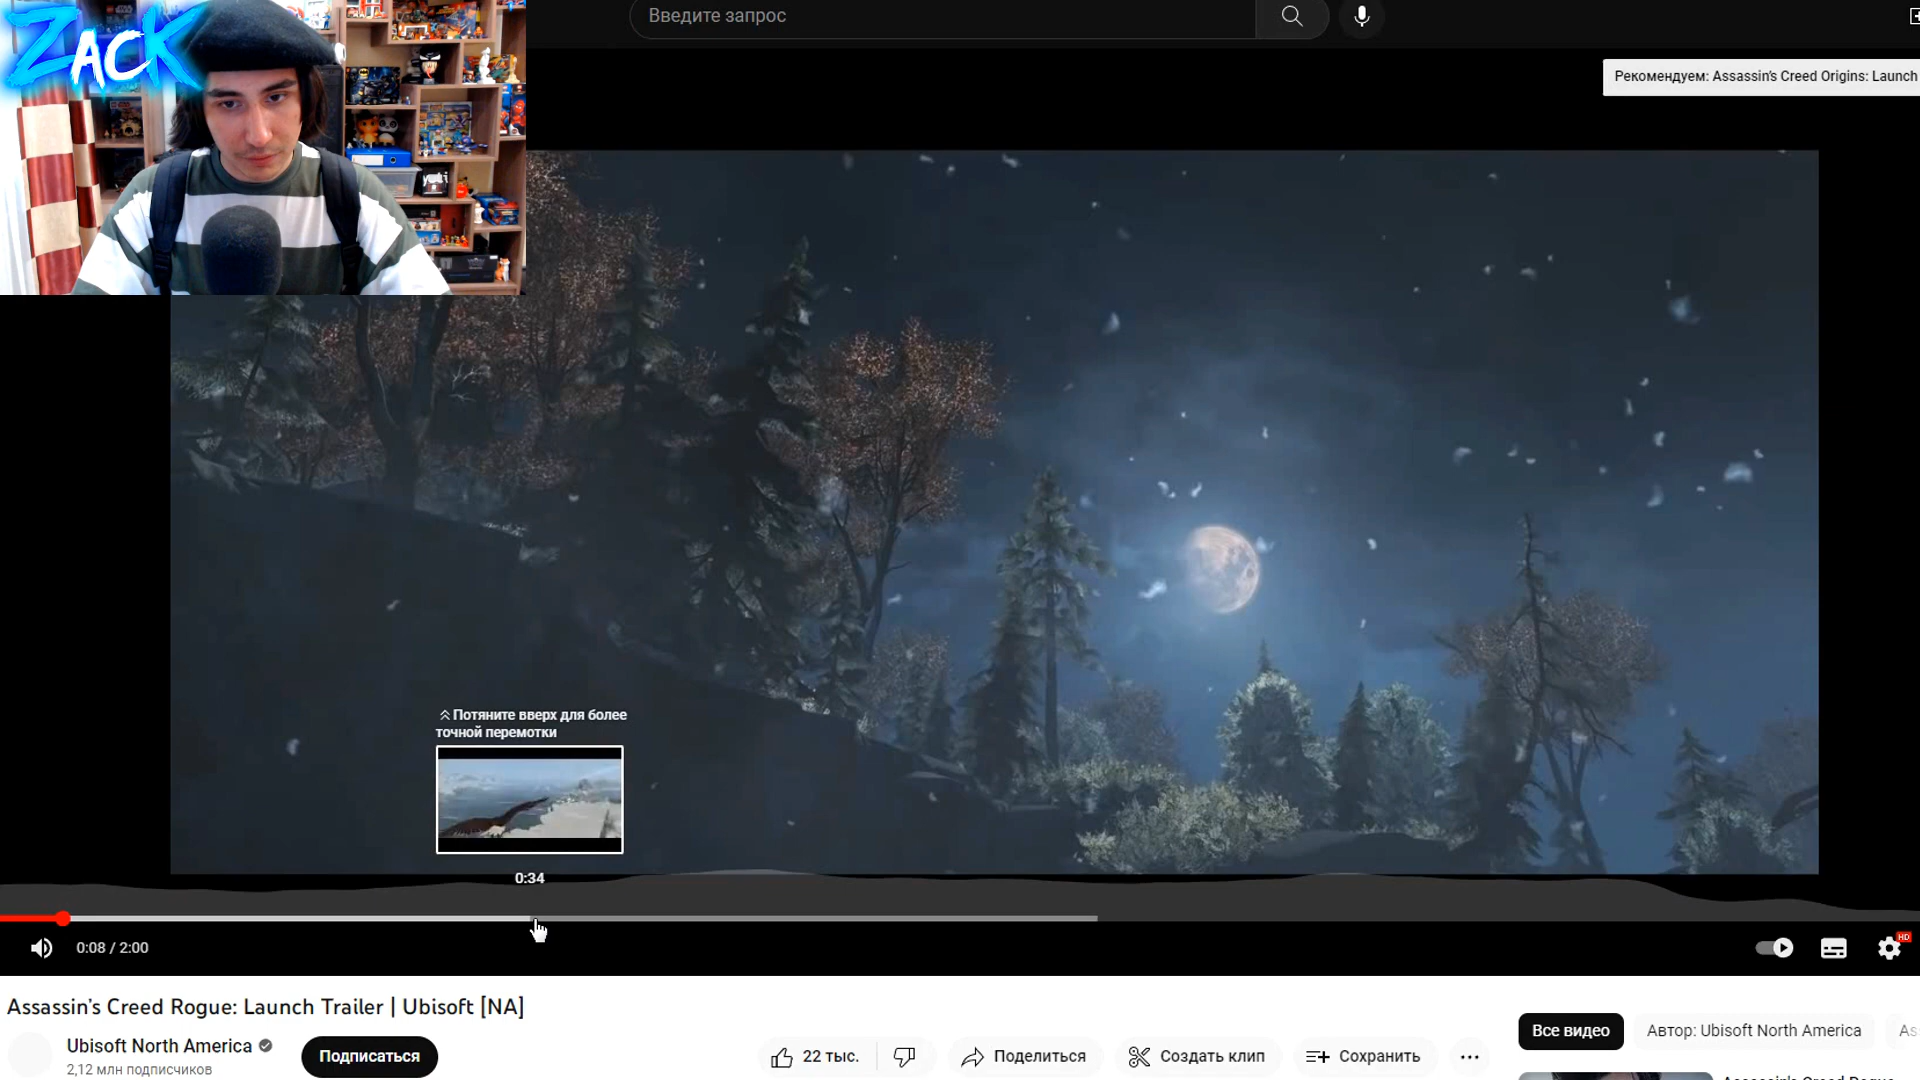 ZACK
Введите запрос
Рекомендуем: Assassin's Creed Origins: Launch
Потяните вверх для более
точной перемотки
0:34
0:08 / 2:00
HD
Assassin's Creed Rogue: Launch Trailer | Ubisoft [NA]
Ubisoft North America
2,12 млн подписчиков
Подписаться
22 тыс.
Поделиться
Создать клип
Сохранить
Все видео
Автор: Ubisoft North America
As